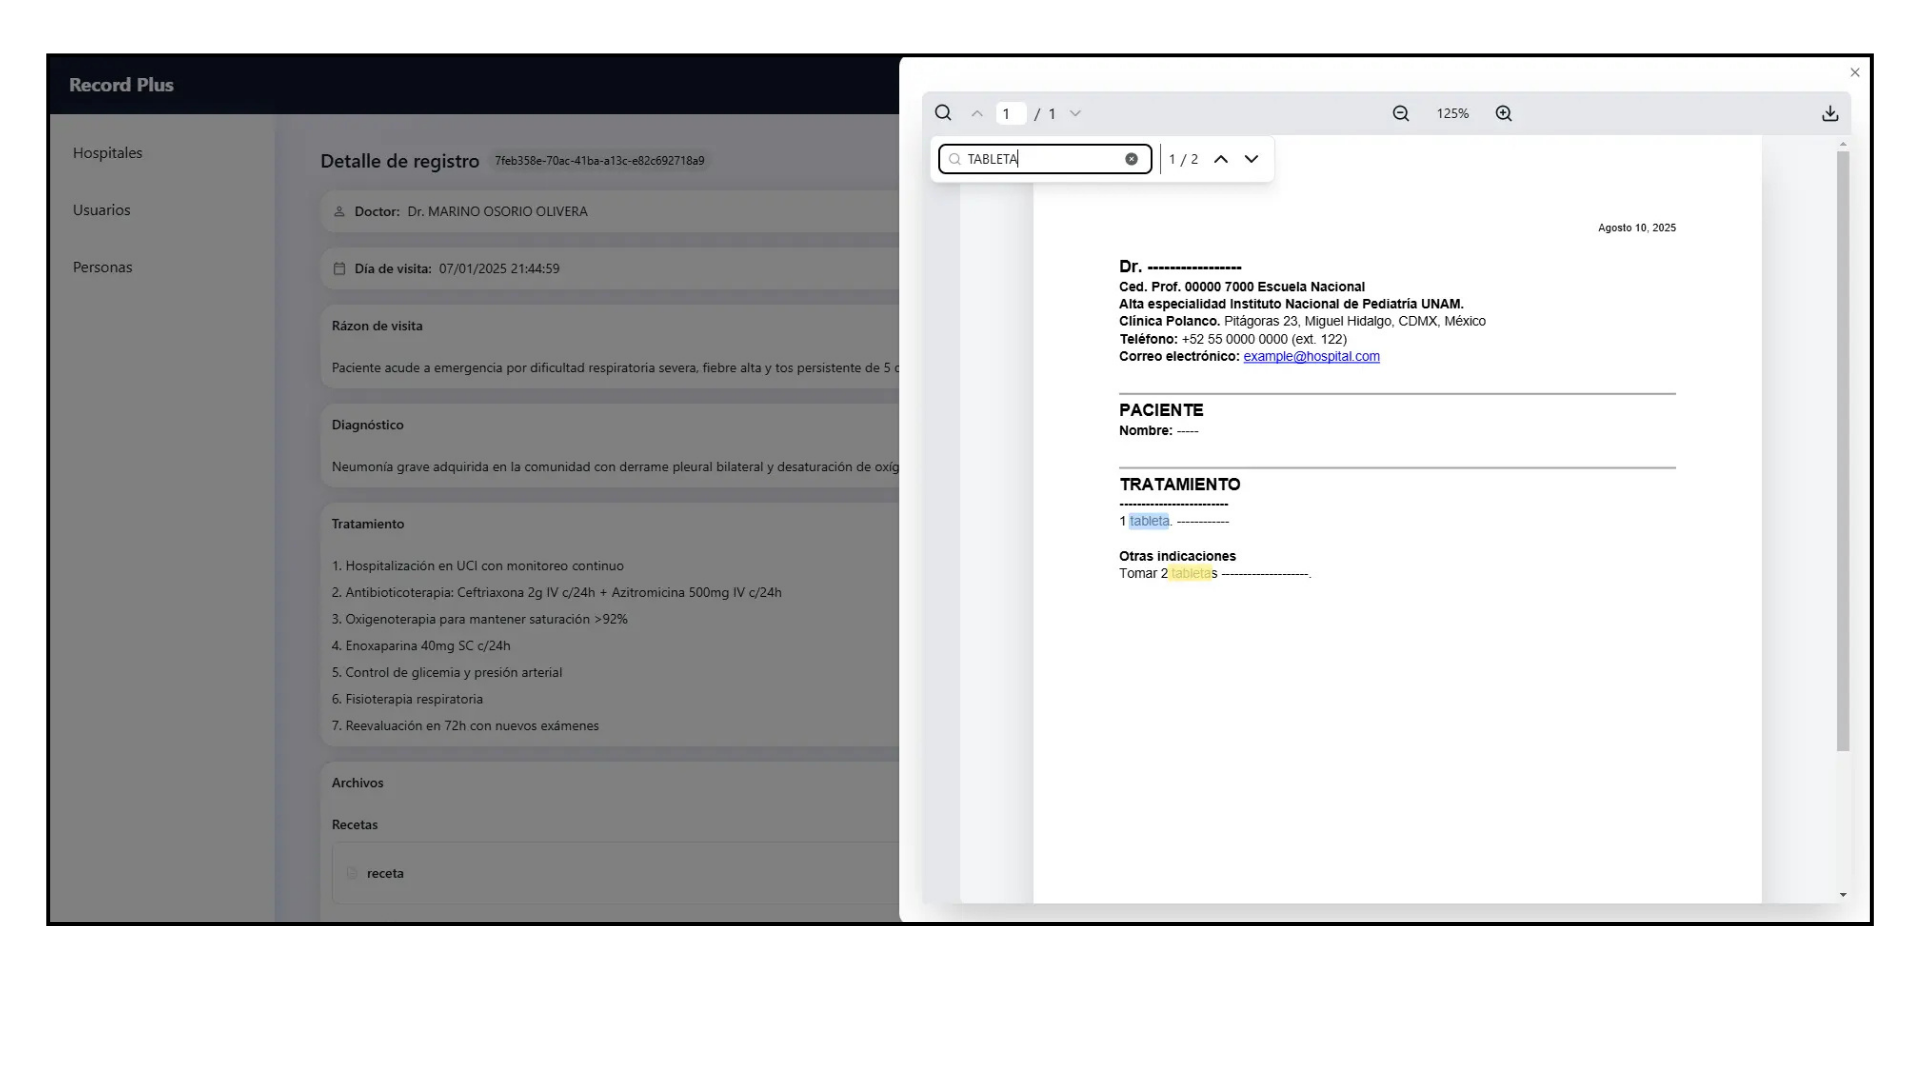 Record Plus
Hospitales
Usuarios
Personas
Detalle de registro 7feb358e-70ac-41ba-a13c-e82c692718a9
Doctor: Dr. MARINO OSORIO OLIVERA
Día de visita: 07/01/2025 21:44:59
Rázon de visita
Paciente acude a emergencia por dificultad respiratoria severa, fiebre alta y tos persistente de 5
Diagnóstico
Neumonía grave adquirida en la comunidad con derrame pleural bilateral y desaturación de oxíg
Tratamiento
1. Hospitalización en UCI con monitoreo continuo
2. Antibioticoterapia: Ceftriaxona 2g IV c/24h + Azitromicina 500mg IV c/24h
3. Oxigenoterapia para mantener saturación >92%
4. Enoxaparina 40mg SC c/24h
5. Control de glicemia y presión arterial
6. Fisioterapia respiratoria
7. Reevaluación en 72h con nuevos exámenes
Archivos
Recetas
receta
1 / 1
125%
TABLETA
1 / 2
Agosto 10, 2025
Dr. -----------------
Ced. Prof. 00000 7000 Escuela Nacional
Alta especialidad Instituto Nacional de Pediatría UNAM.
Clínica Polanco. Pitágoras 23, Miguel Hidalgo, CDMX, México
Teléfono: +52 55 0000 0000 (ext. 122)
Correo electrónico: example@hospital.com
PACIENTE
Nombre: -----
TRATAMIENTO
-------------------------
1 tableta. ------------
Otras indicaciones
Tomar 2 tabletas --------------------.